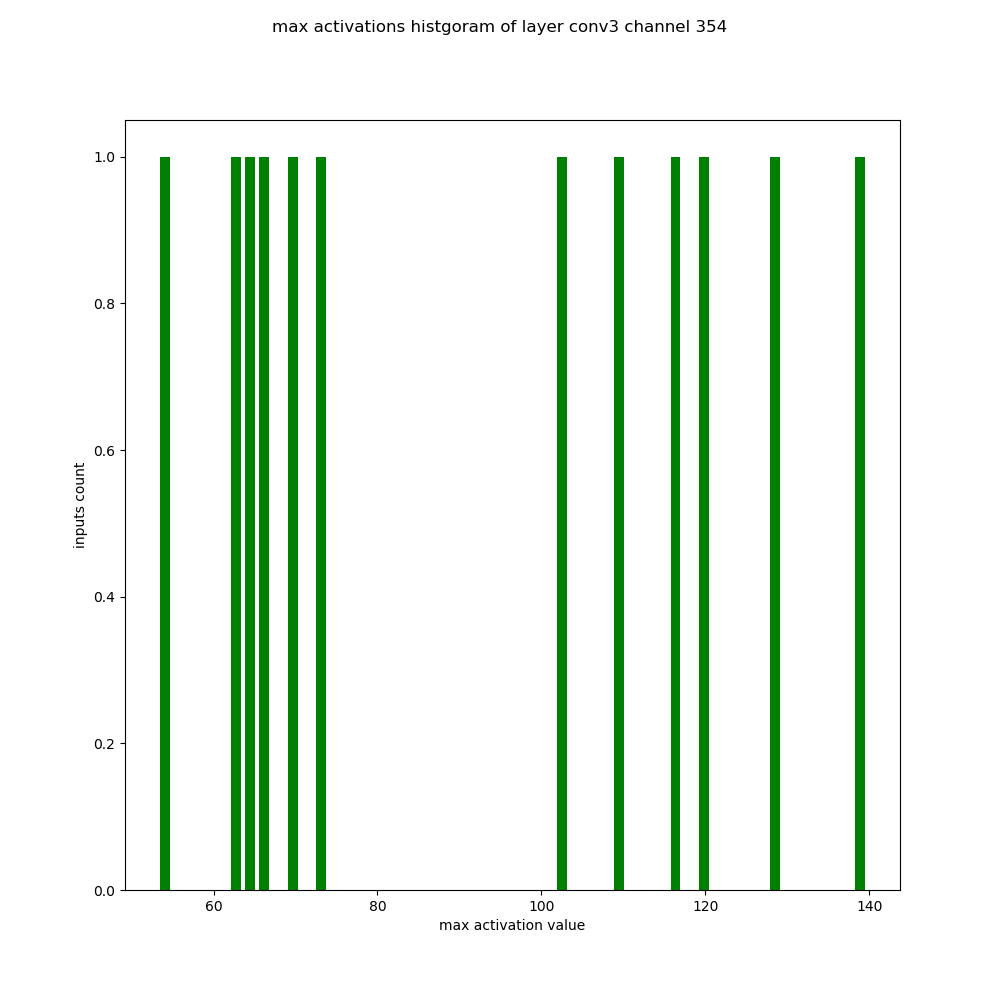 max activations histgoram of layer conv3 channel 354
1.0
0.8
0.6
0.4
0.2
0.0
inputs count
60 80 100 120 140
max activation value